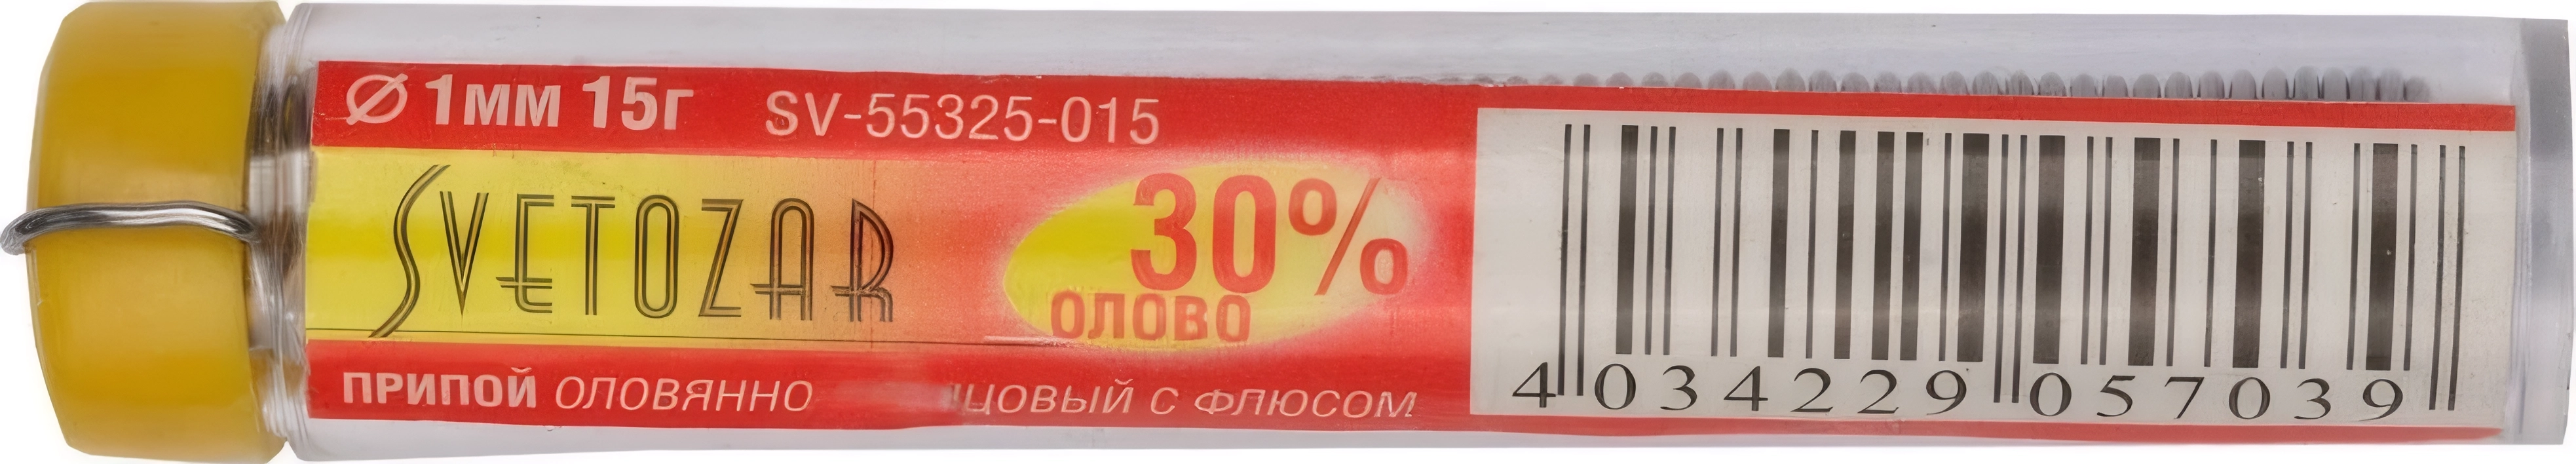 Ø 1мм 15г SV-55325-015
SVETOZAR
30%
ОЛОВО
ПРИПОЙ ОЛОВЯННО ЦОВЫЙ С ФЛЮСОМ
4 034229 057039